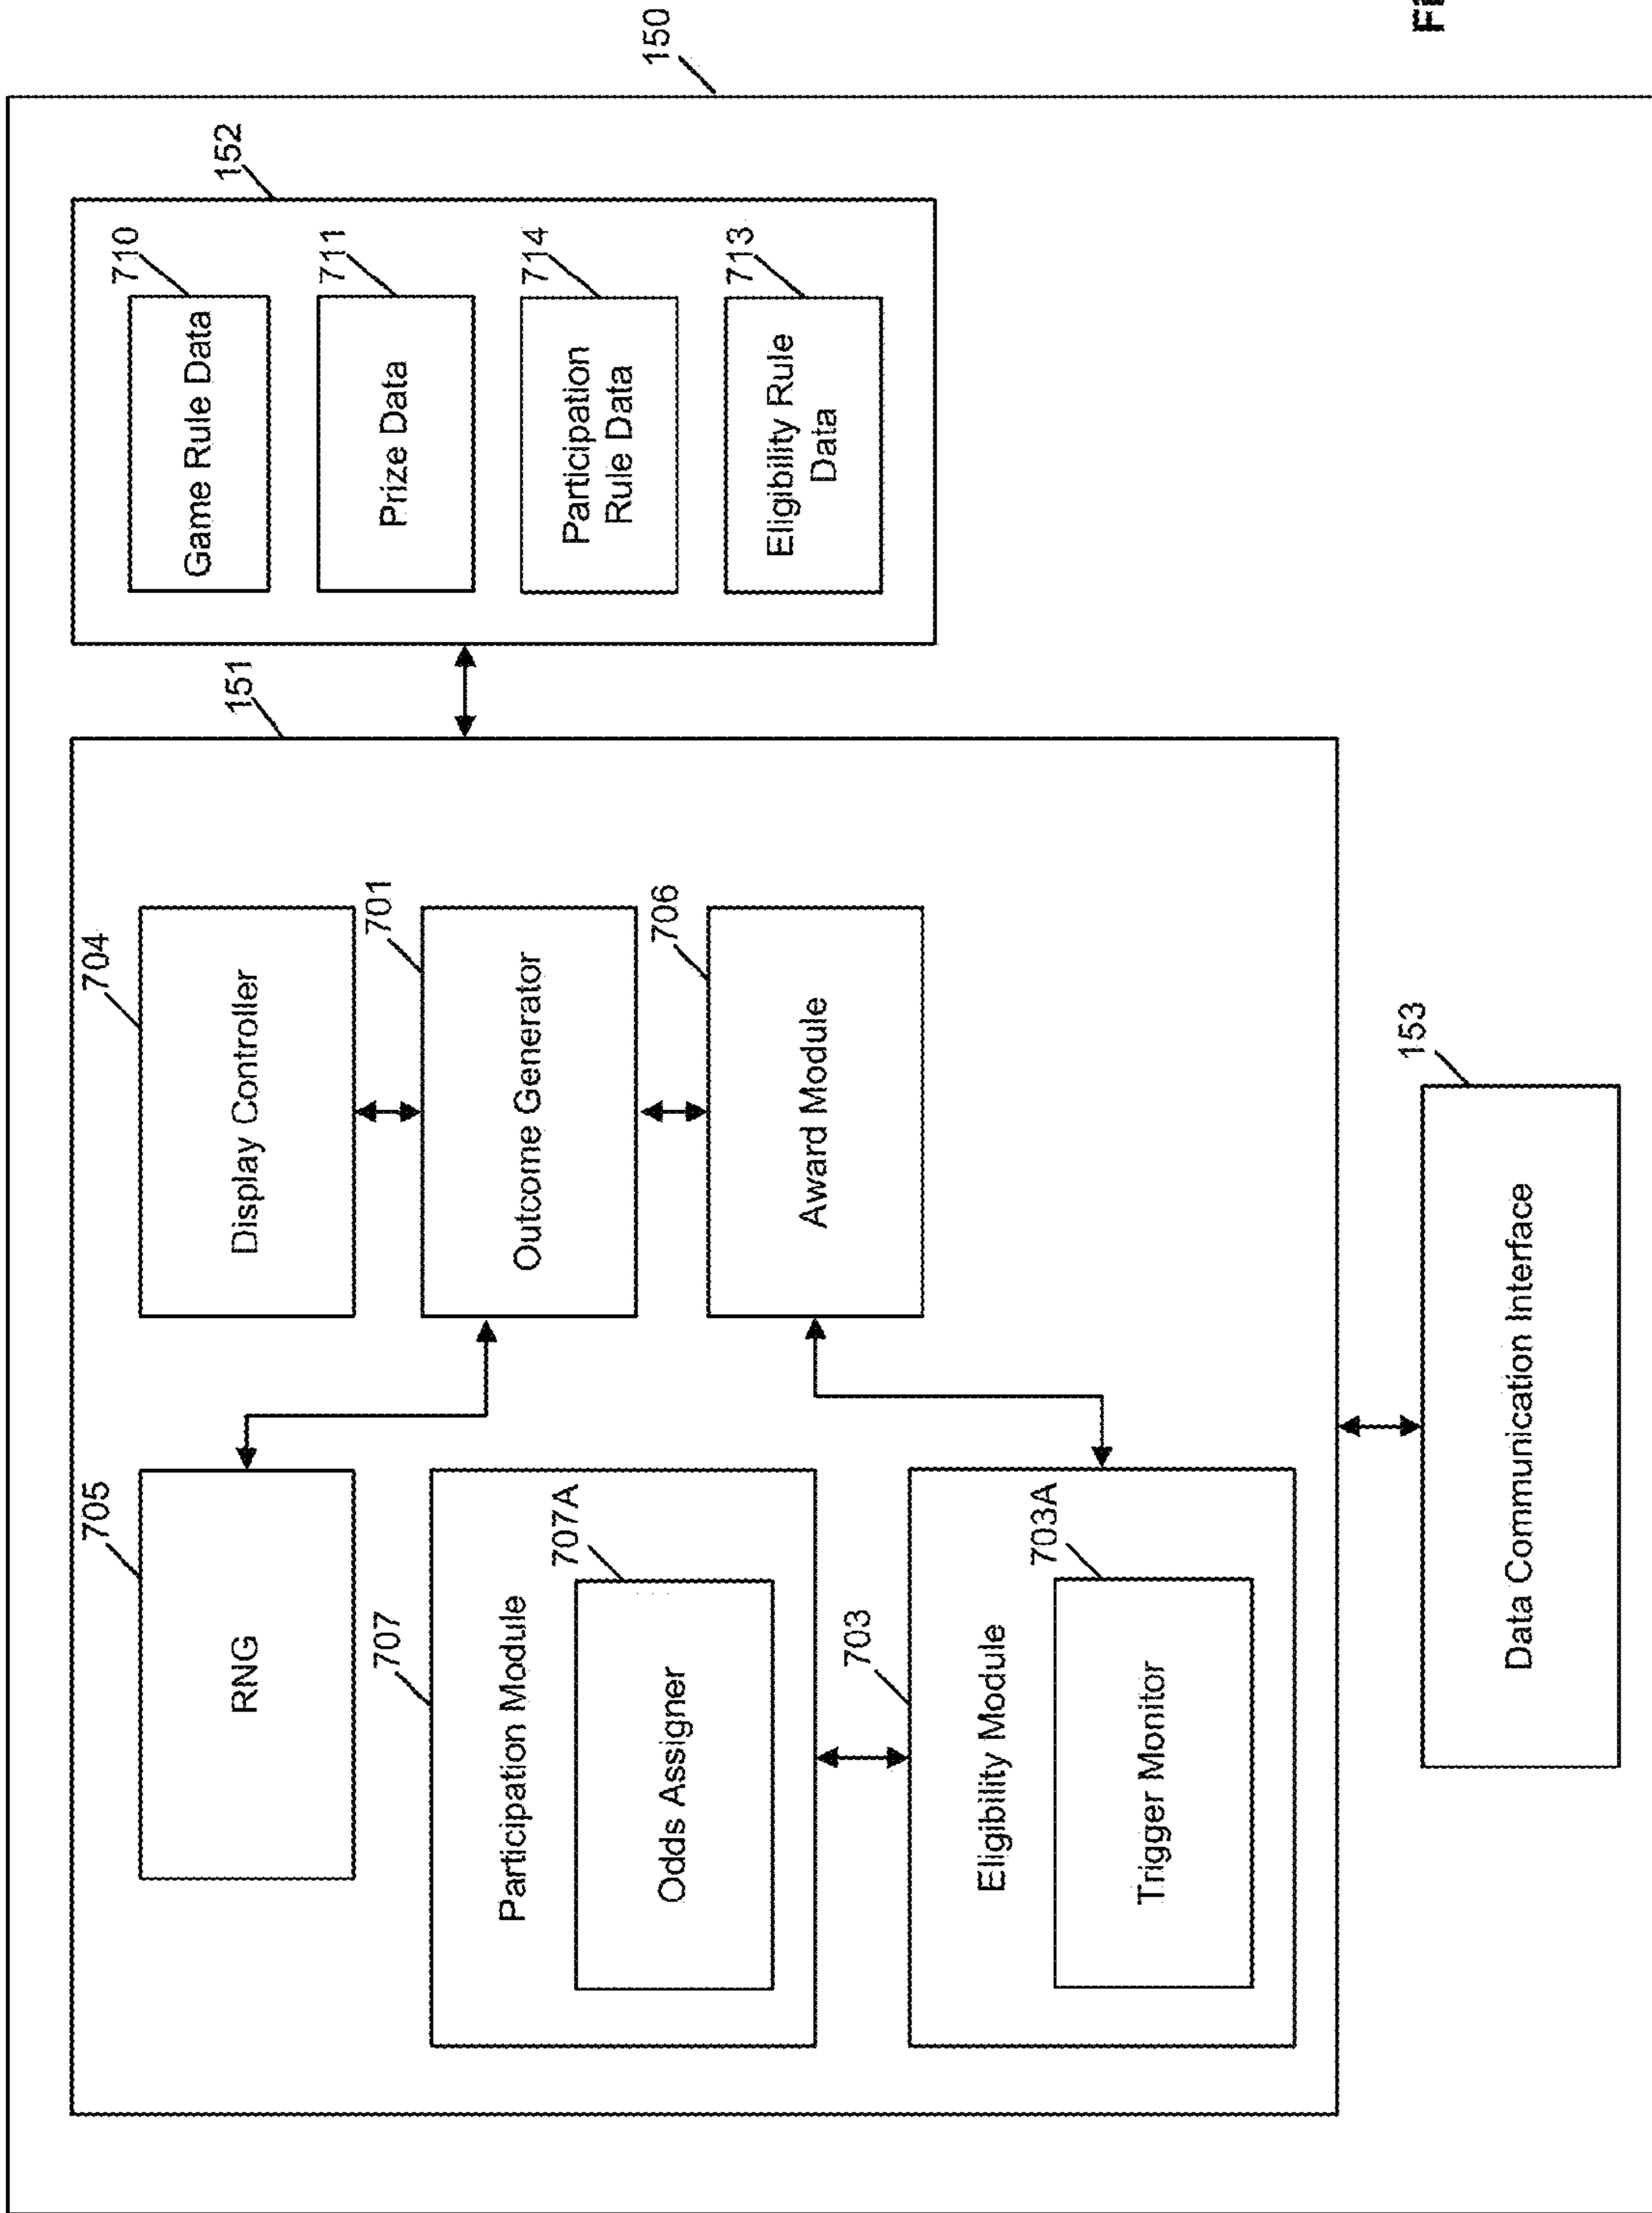 150
152
151
705
RNG
704
Display Controller
707
Participation Module
707A
Odds Assigner
701
Outcome Generator
706
Award Module
703
Eligibility Module
703A
Trigger Monitor
710
Game Rule Data
711
Prize Data
714
Participation
Rule Data
713
Eligibility Rule
Data
153
Data Communication Interface